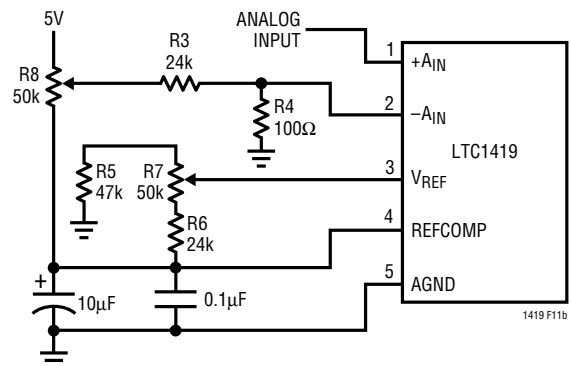 5V
ANALOG
INPUT
R3
24k
R8
50k
R4
100Ω
R5
47k
R7
50k
R6
24k
10µF
0.1µF
+
1
+AIN
2
–AIN
LTC1419
3
VREF
4
REFCOMP
5
AGND
1419 F11b